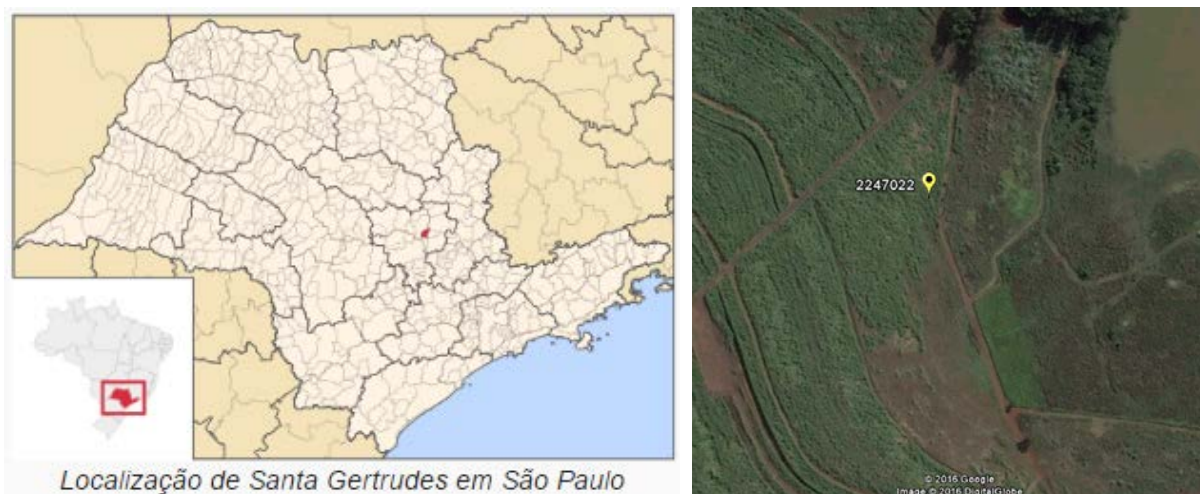 Localização de Santa Gertrudes em São Paulo
2247022
© 2016 Google
Image © 2016 DigitalGlobe